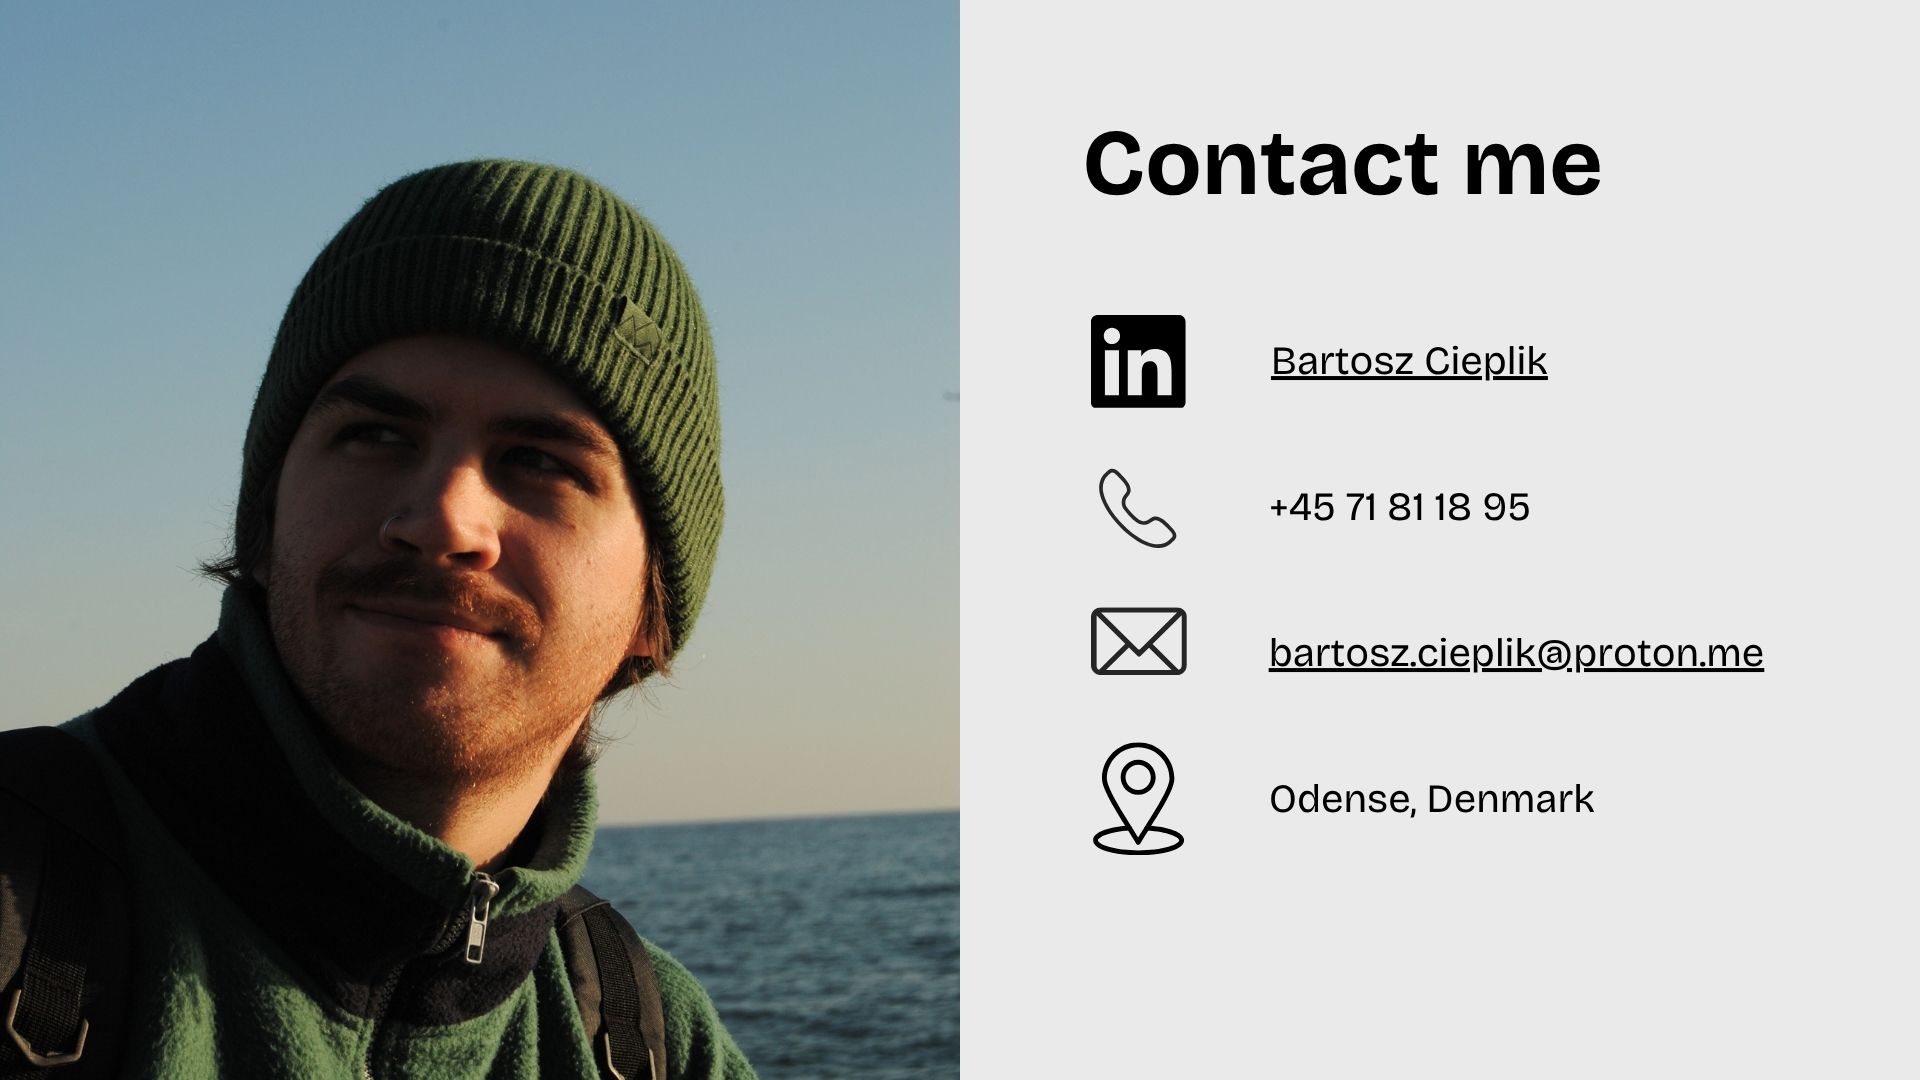 Contact me
in
Bartosz Cieplik
+45 71 81 18 95
bartosz.cieplik@proton.me
Odense, Denmark